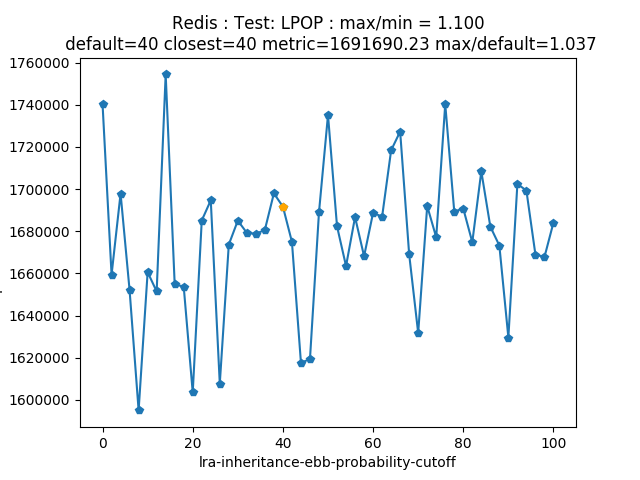 Redis : Test: LPOP : max/min = 1.100
default=40 closest=40 metric=1691690.23 max/default=1.037
1760000
1740000
1720000
1700000
1680000
1660000
1640000
1620000
1600000
0 20 40 60 80 100
lra-inheritance-ebb-probability-cutoff